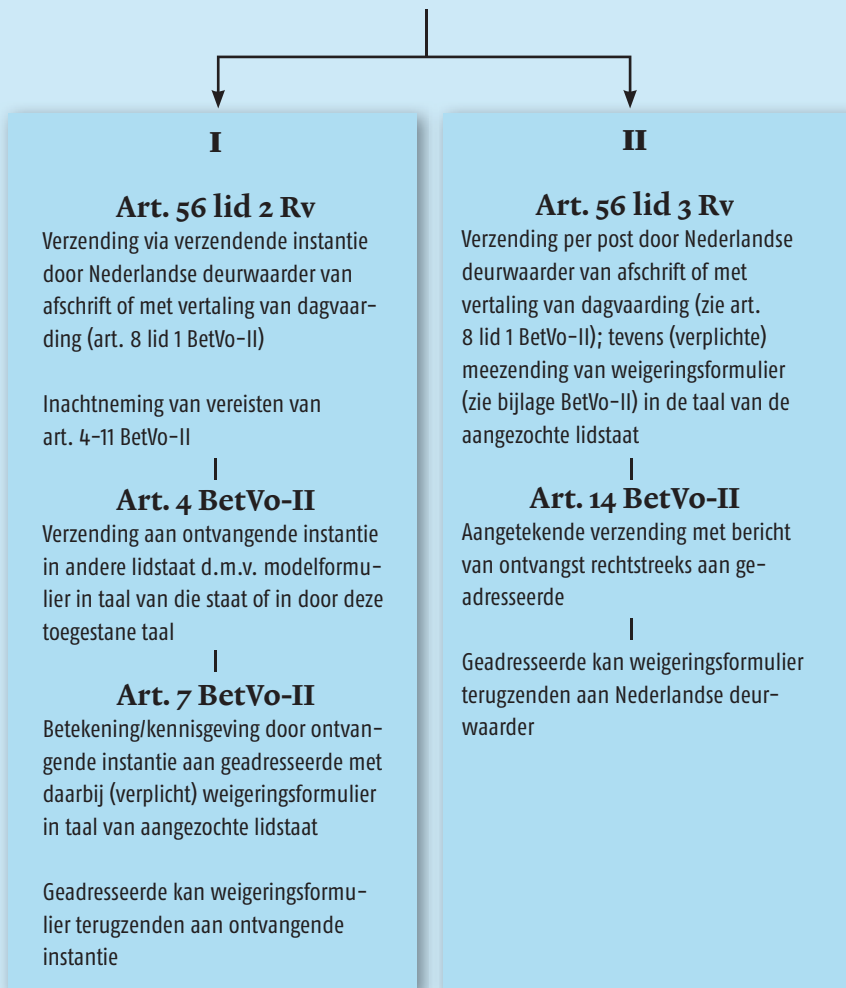 I
Art. 56 lid 2 Rv
Verzending via verzendende instantie
door Nederlandse deurwaarder van
afschrift of met vertaling van dagvaar-
ding (art. 8 lid 1 BetVo-II)
Inachtneming van vereisten van
art. 4-11 BetVo-II
Art. 4 BetVo-II
Verzending aan ontvangende instantie
in andere lidstaat d.m.v. modelformu-
lier in taal van die staat of in door deze
toegestane taal
Art. 7 BetVo-II
Betekening/kennisgeving door ontvan-
gende instantie aan geadresseerde met
daarbij (verplicht) weigeringsformulier
in taal van aangezochte lidstaat
Geadresseerde kan weigeringsformu-
lier terugzenden aan ontvangende
instantie
II
Art. 56 lid 3 Rv
Verzending per post door Nederlandse
deurwaarder van afschrift of met
vertaling van dagvaarding (zie art.
8 lid 1 BetVo-II); tevens (verplichte)
meezending van weigeringsformulier
(zie bijlage BetVo-II) in de taal van de
aangezochte lidstaat
Art. 14 BetVo-II
Aangetekende verzending met bericht
van ontvangst rechtstreeks aan ge-
adresseerde
Geadresseerde kan weigeringsformulier
terugzenden aan Nederlandse deur-
waarder